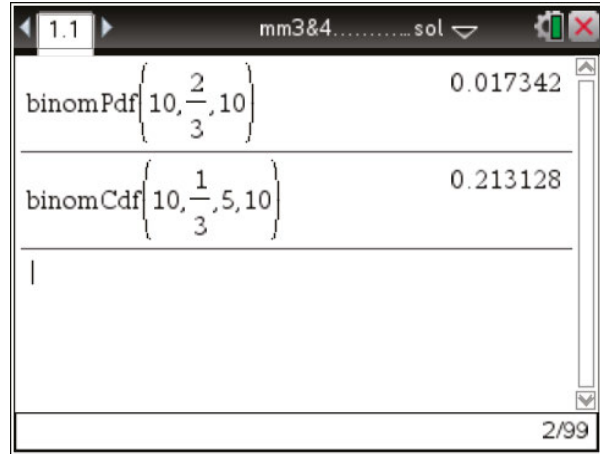 1.1 mm3&4............sol
binomPdf(10,2/3,10) 0.017342
binomCdf(10,1/3,5,10) 0.213128
2/99